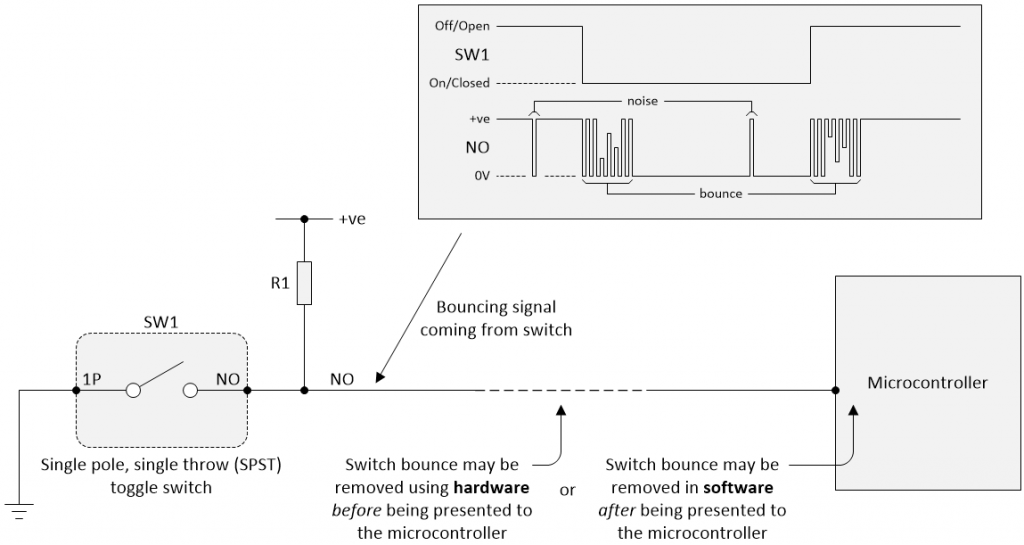 Off/Open
SW1
On/Closed
noise
+ve
NO
0V
bounce
+ve
R1
Bouncing signal
coming from switch
SW1
1P
NO
NO
Microcontroller
Single pole, single throw (SPST)
toggle switch
Switch bounce may be
removed using hardware
before being presented to
the microcontroller
or
Switch bounce may be
removed in software
after being presented to
the microcontroller